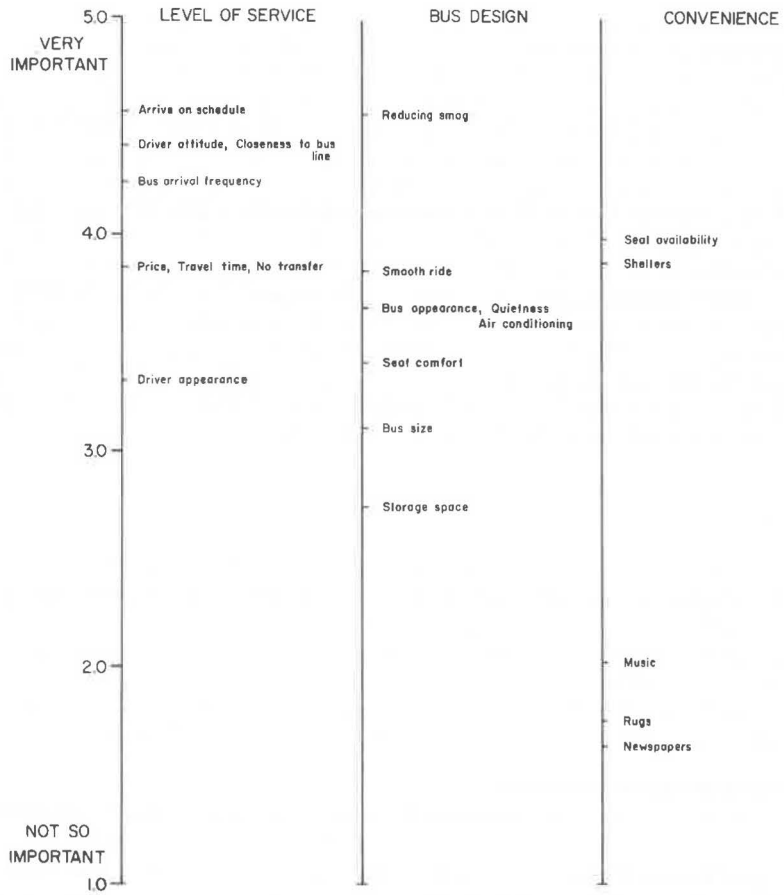 LEVEL OF SERVICE
BUS DESIGN
CONVENIENCE
5.0
VERY
IMPORTANT
Arrive on schedule
Reducing smog
Driver attitude, Closeness to bus
line
Bus arrival frequency
4.0
Seat availability
Price, Travel time, No transfer
Smooth ride
Shelters
Bus appearance, Quietness
Air conditioning
Seat comfort
Driver appearance
Bus size
3.0
Storage space
2.0
Music
Rugs
Newspapers
NOT SO
IMPORTANT
1.0